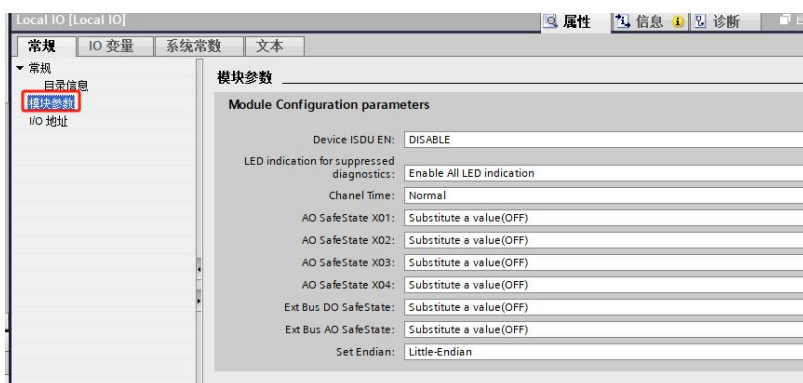 Local IO [Local IO]
属性
信息
诊断
常规
IO 变量
系统常数
文本
常规
目录信息
模块参数
I/O 地址
模块参数
Module Configuration parameters
Device ISDU EN: DISABLE
LED indication for suppressed
diagnostics: Enable All LED indication
Chanel Time: Normal
AO SafeState X01: Substitute a value(OFF)
AO SafeState X02: Substitute a value(OFF)
AO SafeState X03: Substitute a value(OFF)
AO SafeState X04: Substitute a value(OFF)
Ext Bus DO SafeState: Substitute a value(OFF)
Ext Bus AO SafeState: Substitute a value(OFF)
Set Endian: Little-Endian